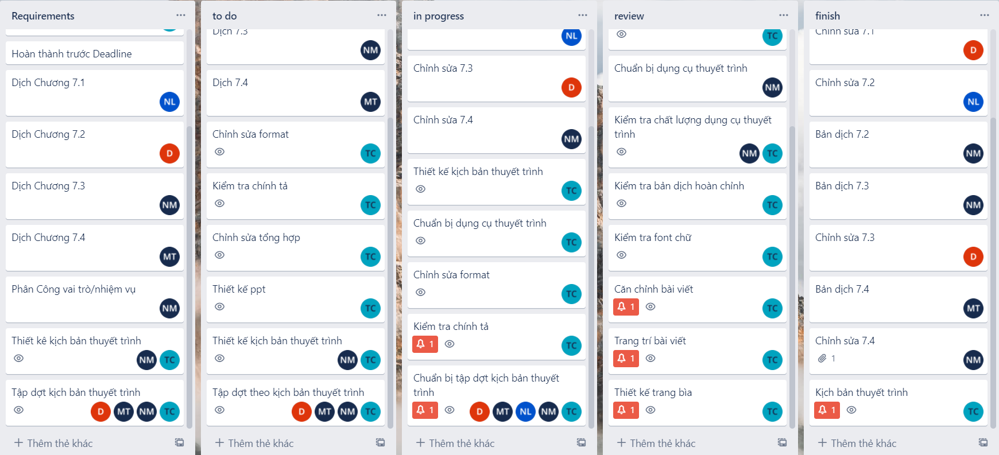 Requirements
Hoàn thành trước Deadline
Dịch Chương 7.1
NL
Dịch Chương 7.2
D
Dịch Chương 7.3
NM
Dịch Chương 7.4
MT
Phân Công vai trò/nhiệm vụ
NM
Thiết kê kịch bản thuyết trình
NM TC
Tập dợt kịch bản thuyết trình
D MT NM TC
+ Thêm thẻ khác
to do
Dịch 7.3
NM
Dịch 7.4
MT
Chỉnh sửa format
TC
Kiểm tra chính tả
TC
Chỉnh sửa tổng hợp
TC
Thiết kế ppt
TC
Thiết kế kịch bản thuyết trình
NM TC
Tập dợt theo kịch bản thuyết trình
D MT NM TC
+ Thêm thẻ khác
in progress
NL
Chỉnh sửa 7.3
D
Chỉnh sửa 7.4
NM
Thiết kế kịch bản thuyết trình
TC
Chuẩn bị dụng cụ thuyết trình
TC
Chỉnh sửa format
TC
Kiểm tra chính tả
1 TC
Chuẩn bị tập dợt kịch bản thuyết
trình
1 D MT NL NM TC
+ Thêm thẻ khác
review
TC
Chuẩn bị dụng cụ thuyết trình
NM
Kiểm tra chất lượng dụng cụ thuyết
trình
NM TC
Kiểm tra bản dịch hoàn chỉnh
TC
Kiểm tra font chữ
TC
Căn chỉnh bài viết
1 TC
Trang trí bài viết
1 TC
Thiết kế trang bìa
1 TC
+ Thêm thẻ khác
finish
Chỉnh sửa 7.1
D
Chỉnh sửa 7.2
NL
Bản dịch 7.2
NM
Bản dịch 7.3
NM
Chỉnh sửa 7.3
D
Bản dịch 7.4
MT
Chỉnh sửa 7.4
1 NM
Kịch bản thuyết trình
1 TC
+ Thêm thẻ khác